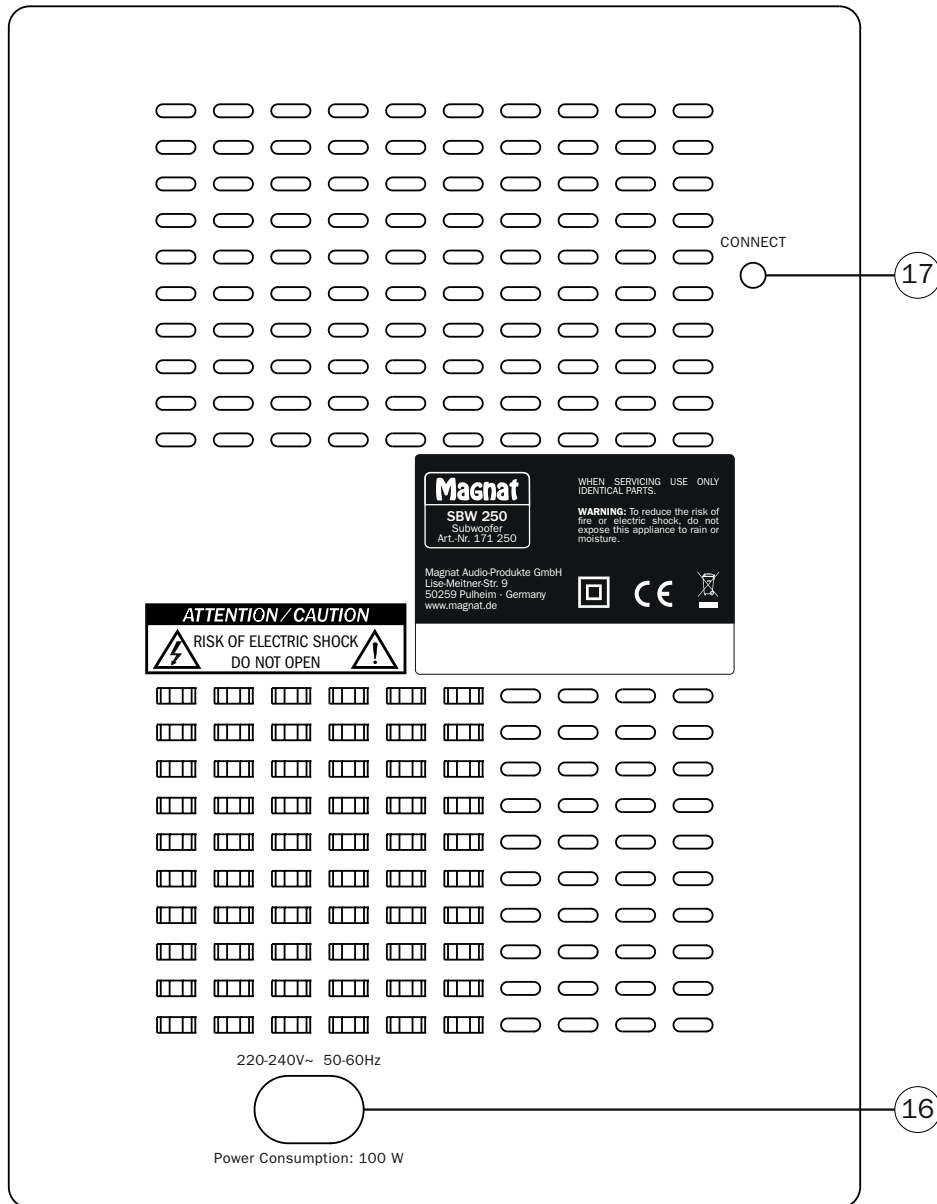 CONNECT
17
Magnat
SBW 250
Subwoofer
Art.-Nr. 171 250
WHEN SERVICING USE ONLY
IDENTICAL PARTS.
WARNING: To reduce the risk of
fire or electric shock, do not
expose this appliance to rain or
moisture.
Magnat Audio-Produkte GmbH
Lise-Meitner-Str. 9
50259 Pulheim - Germany
www.magnat.de
CE
ATTENTION / CAUTION
RISK OF ELECTRIC SHOCK
DO NOT OPEN
220-240V~ 50-60Hz
16
Power Consumption: 100 W